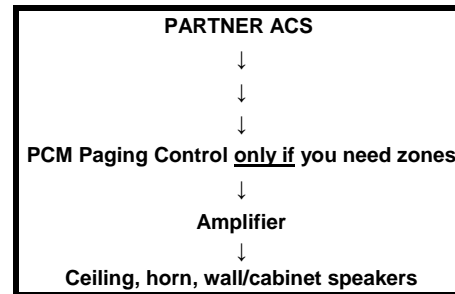 PARTNER ACS
↓
↓
↓
PCM Paging Control only if you need zones
↓
Amplifier
↓
Ceiling, horn, wall/cabinet speakers